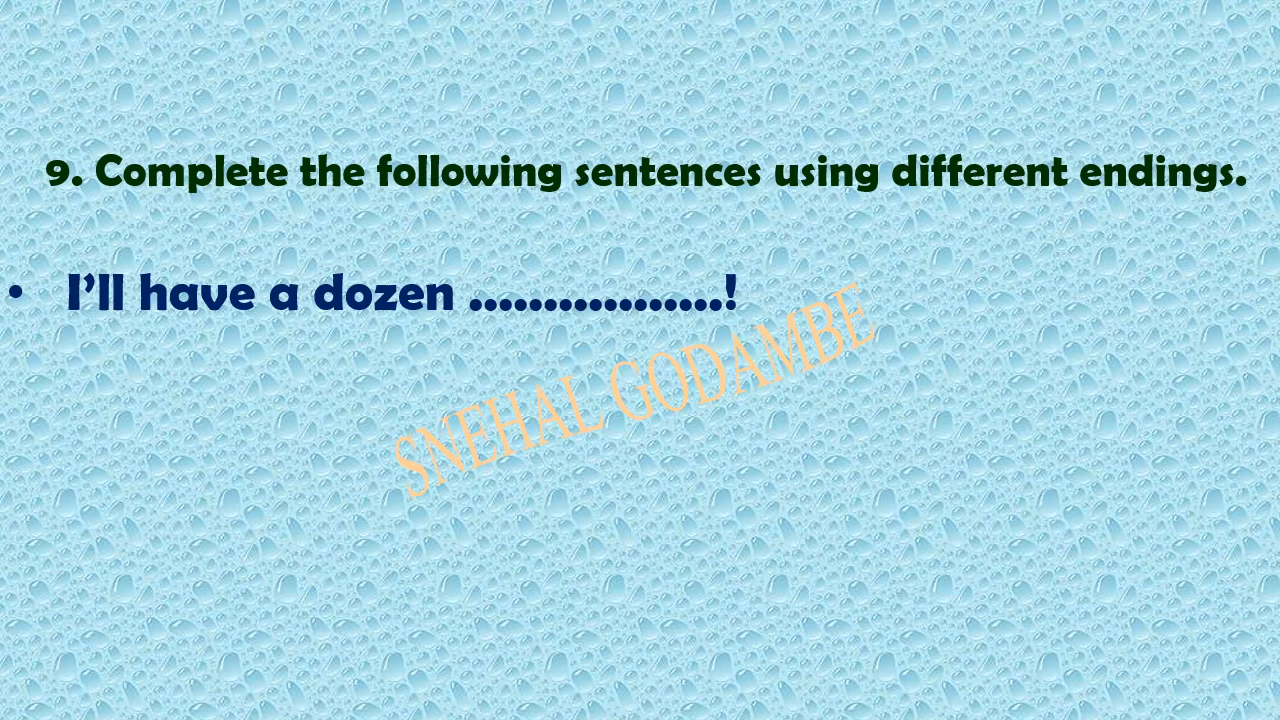 9. Complete the following sentences using different endings.
• I’ll have a dozen .................!
SNEHAL GODAMBE